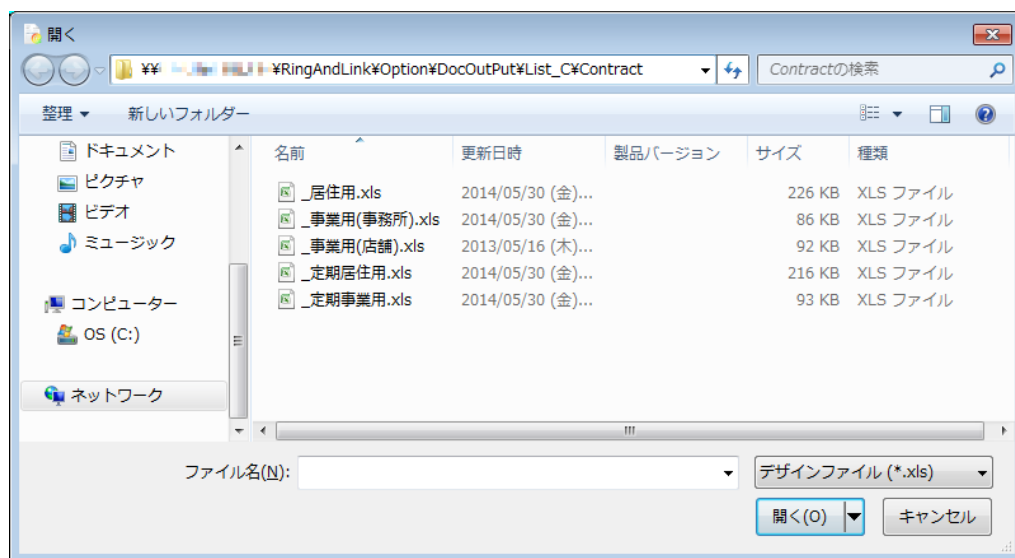 開く
¥¥ ¥RingAndLink¥Option¥DocOutPut¥List_C¥Contract Contractの検索
整理 新しいフォルダー
ドキュメント
ピクチャ
ビデオ
ミュージック
コンピューター
OS (C:)
ネットワーク
名前 更新日時 製品バージョン サイズ 種類
_居住用.xls 2014/05/30 (金)... 226 KB XLS ファイル
_事業用(事務所).xls 2014/05/30 (金)... 86 KB XLS ファイル
_事業用(店舗).xls 2013/05/16 (木)... 92 KB XLS ファイル
_定期居住用.xls 2014/05/30 (金)... 216 KB XLS ファイル
_定期事業用.xls 2014/05/30 (金)... 93 KB XLS ファイル
ファイル名(N): デザインファイル (*.xls)
開く(O) キャンセル